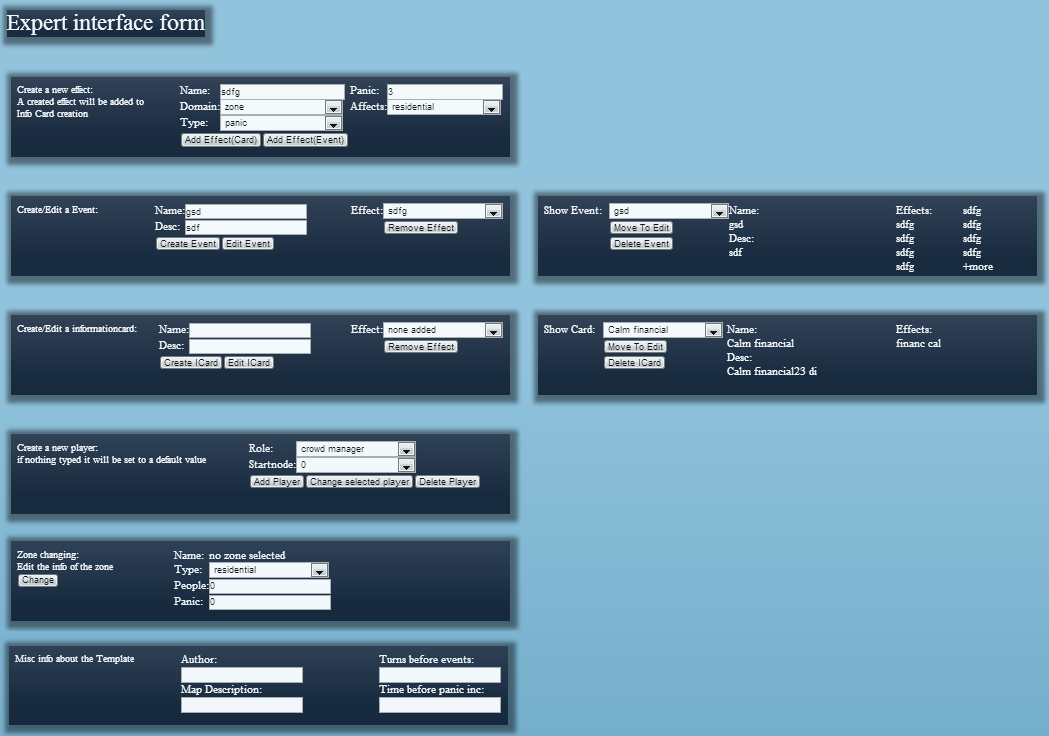 Expert interface form
Create a new effect:
A created effect will be added to
Info Card creation
Name: sdfg Panic: 3
Domain: zone Affects: residential
Type: panic
Add Effect(Card) Add Effect(Event)
Create/Edit a Event:
Name: gsd Effect: sdfg
Desc: sdf Remove Effect
Create Event Edit Event
Show Event: gsd Name: Effects: sdfg
Move To Edit gsd sdfg sdfg
Delete Event Desc: sdfg sdfg
sdf sdfg sdfg
sdfg +more
Create/Edit a informationcard:
Name: Effect: none added
Desc: Remove Effect
Create ICard Edit ICard
Show Card: Calm financial Name: Effects:
Move To Edit Calm financial financ cal
Delete ICard Desc:
Calm financial23 di
Create a new player:
if nothing typed it will be set to a default value
Role: crowd manager
Startnode: 0
Add Player Change selected player Delete Player
Zone changing:
Edit the info of the zone
Change
Name: no zone selected
Type: residential
People: 0
Panic: 0
Misc info about the Template
Author: Turns before events:
Map Description: Time before panic inc: